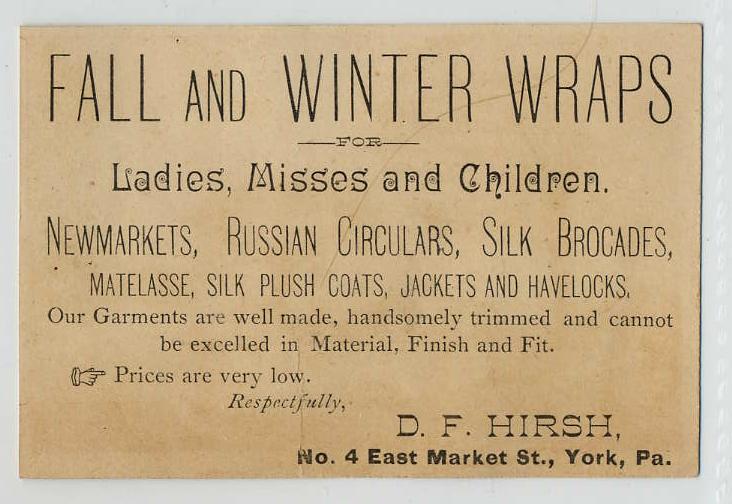 FALL AND WINTER WRAPS
FOR
Ladies, Misses and Children.
NEWMARKETS, RUSSIAN CIRCULARS, SILK BROCADES,
MATELASSE, SILK PLUSH COATS, JACKETS AND HAVELOCKS.
Our Garments are well made, handsomely trimmed and cannot
be excelled in Material, Finish and Fit.
☞ Prices are very low.
Respectfully,
D. F. HIRSH,
No. 4 East Market St., York, Pa.